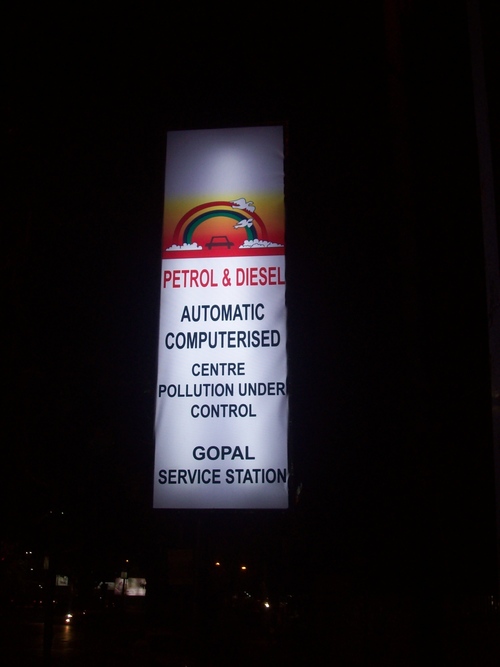 PETROL & DIESEL
AUTOMATIC
COMPUTERISED
CENTRE
POLLUTION UNDER
CONTROL
GOPAL
SERVICE STATION